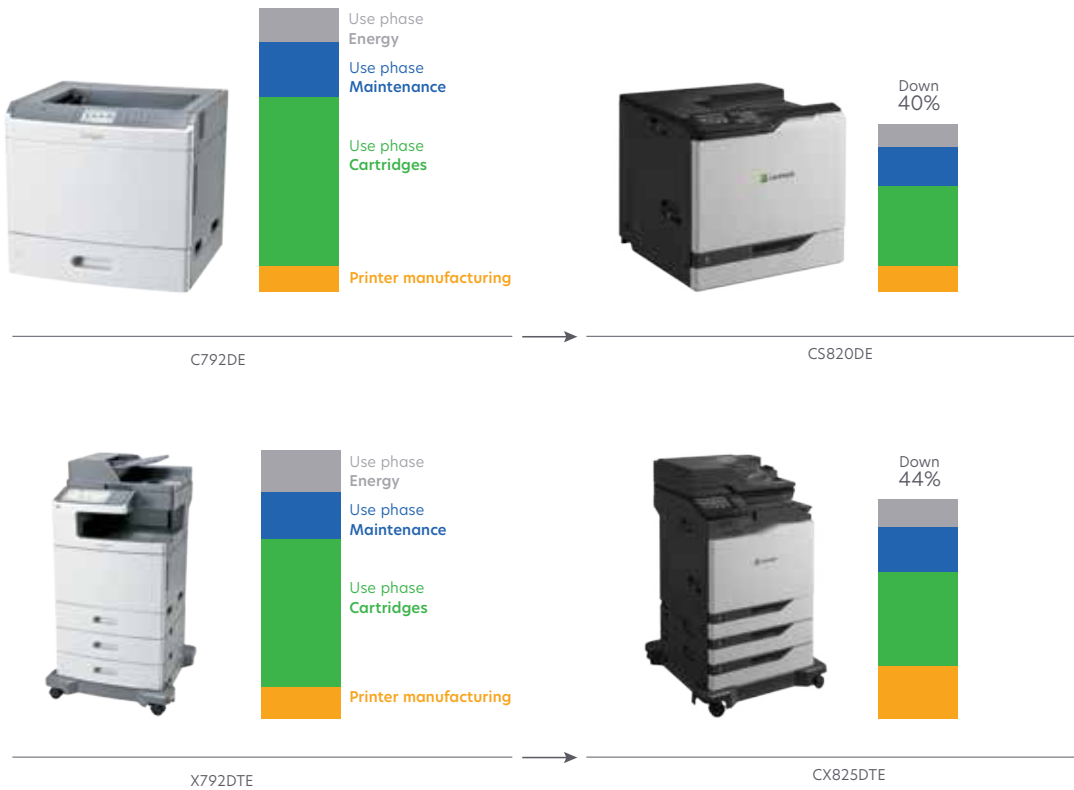 Use phase
Energy
Use phase
Maintenance
Use phase
Cartridges
Printer manufacturing
Down
40%
C792DE
CS820DE
Use phase
Energy
Use phase
Maintenance
Use phase
Cartridges
Printer manufacturing
Down
44%
X792DTE
CX825DTE